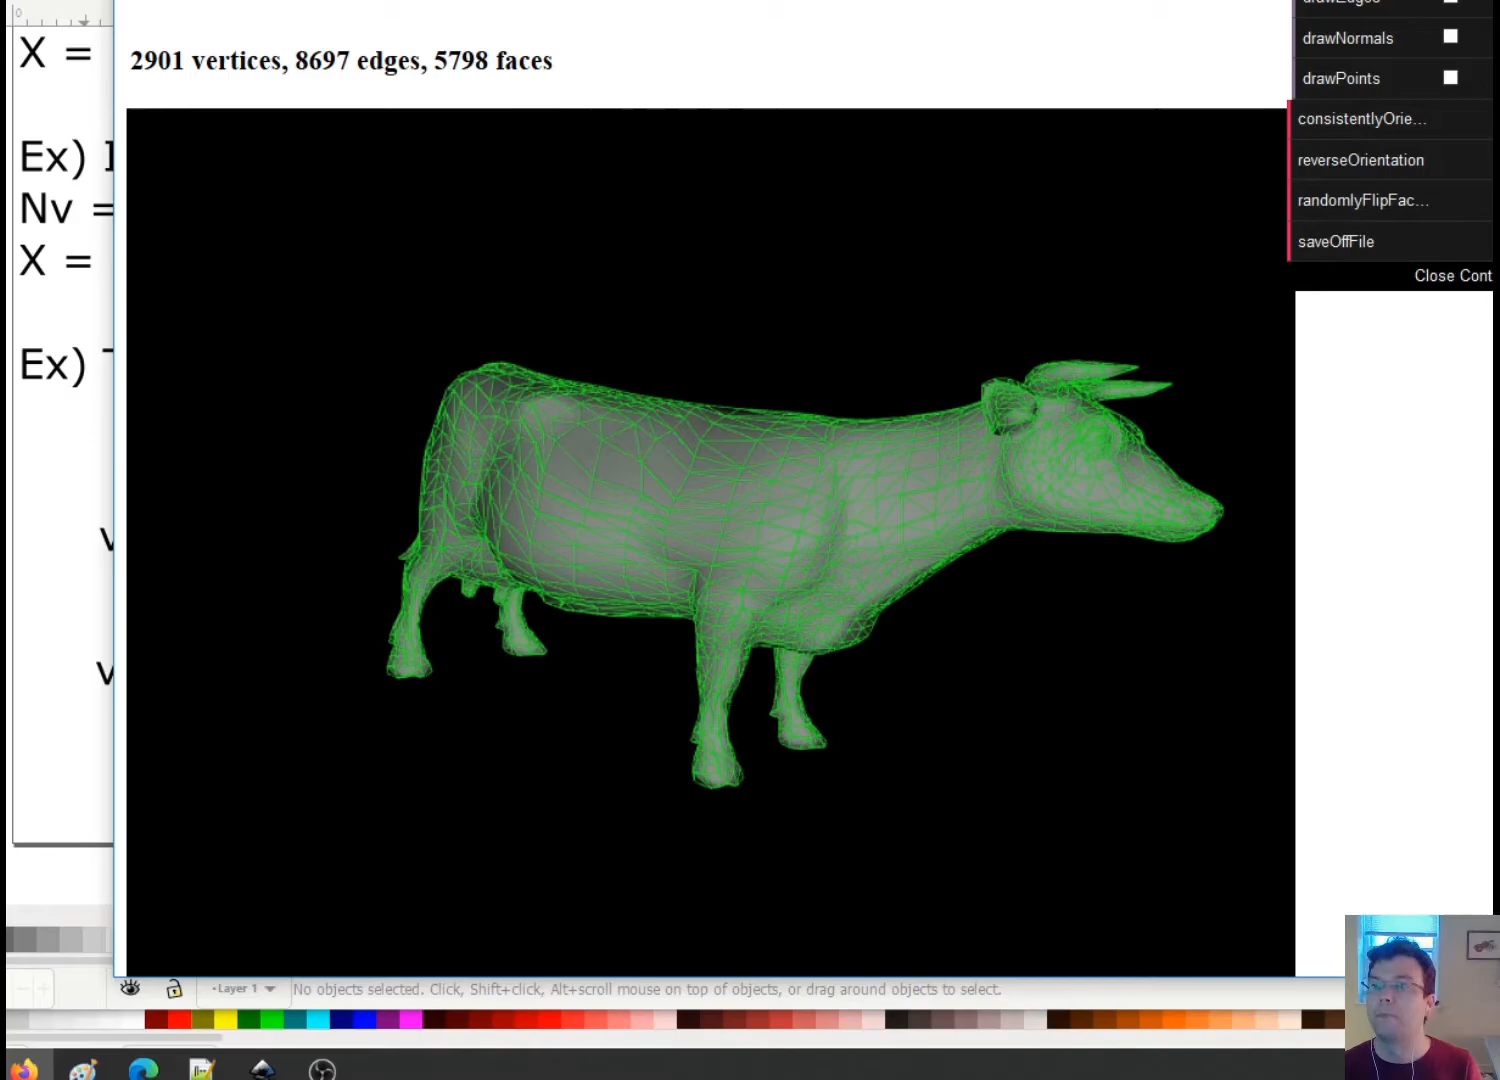 0
X =
Ex)
Nv =
X =
Ex)
v
v
2901 vertices, 8697 edges, 5798 faces
drawEdges
drawNormals
drawPoints
consistentlyOrie...
reverseOrientation
randomlyFlipFac...
saveOffFile
Close Cont
Layer 1
No objects selected. Click, Shift+click, Alt+scroll mouse on top of objects, or drag around objects to select.